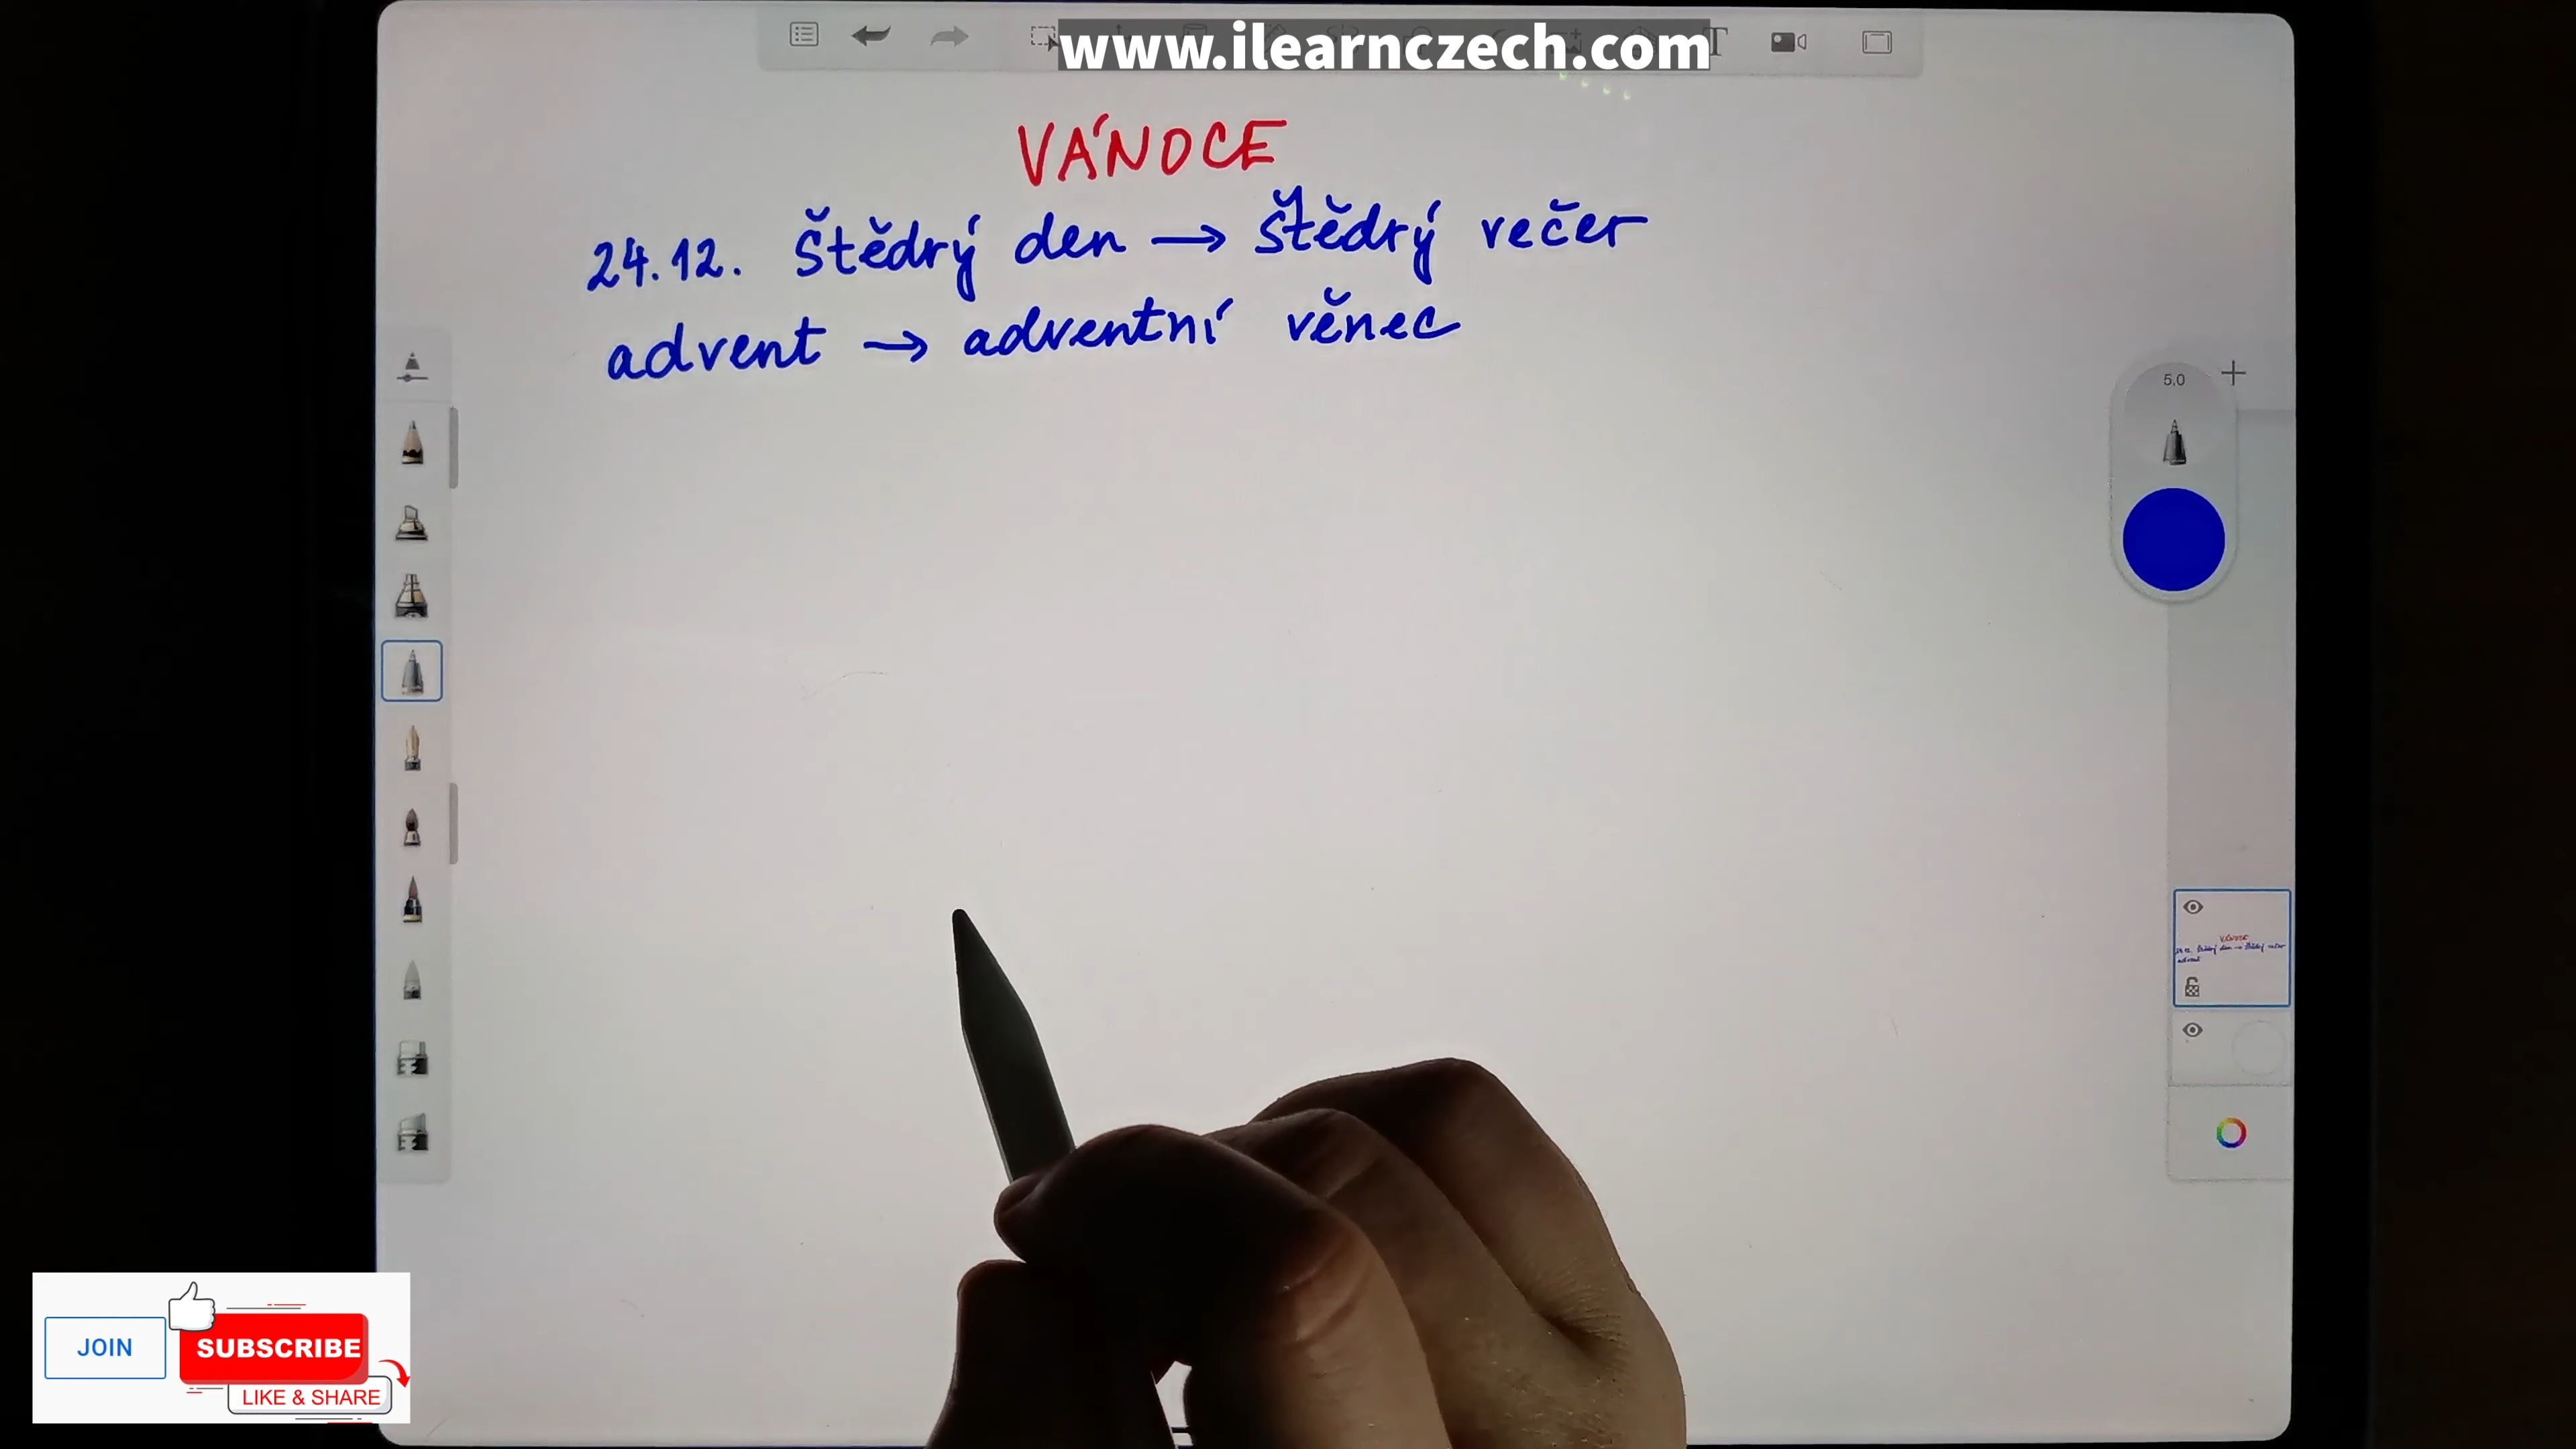 www.ilearnczech.com
VÁNOCE
24.12. Štědrý den → Štědrý večer
advent → adventní věnec
5,0
JOIN
SUBSCRIBE
LIKE & SHARE